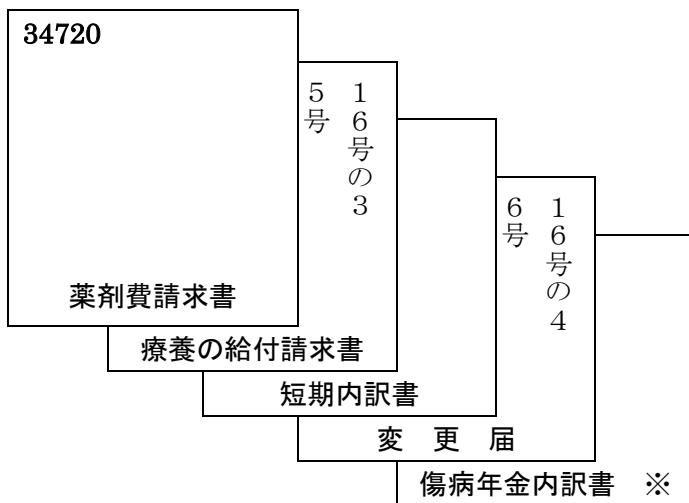 34720
薬剤費請求書
１６号の３
５号
療養の給付請求書
短期内訳書
１６号の４
６号
変　更　届
傷病年金内訳書　※